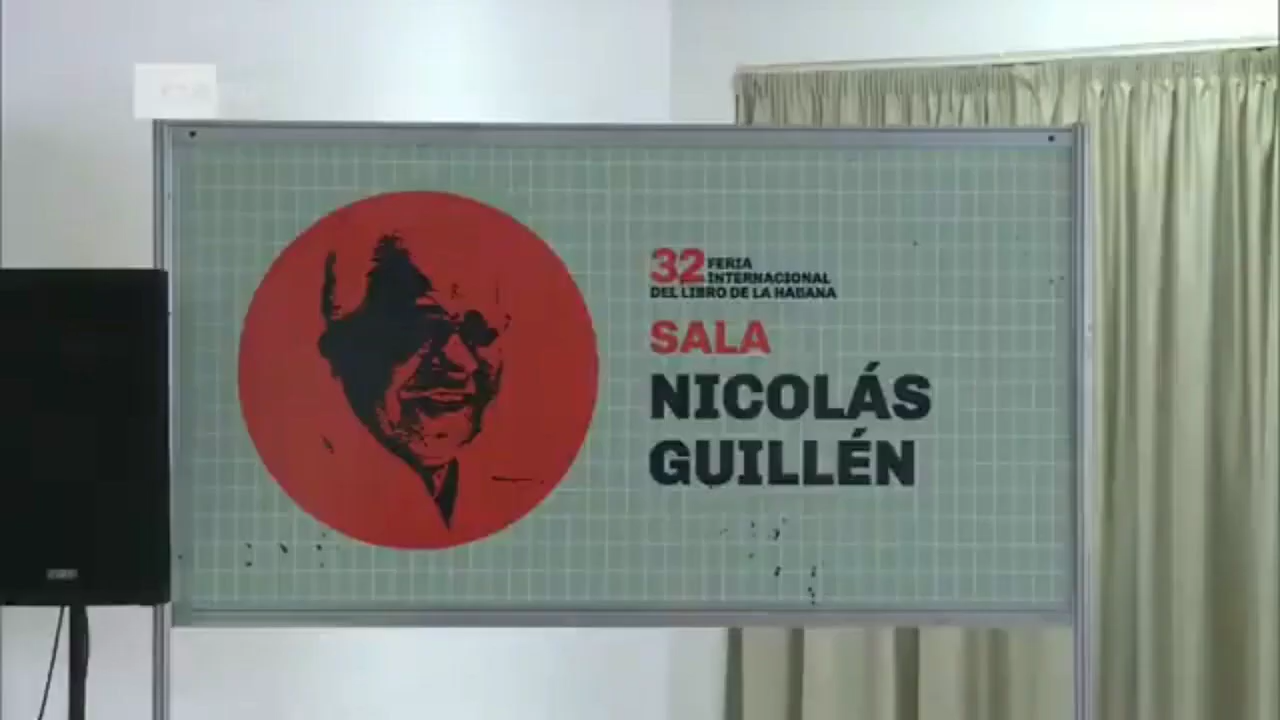 32 FERIA
INTERNACIONAL
DEL LIBRO DE LA HABANA
SALA
NICOLÁS
GUILLÉN